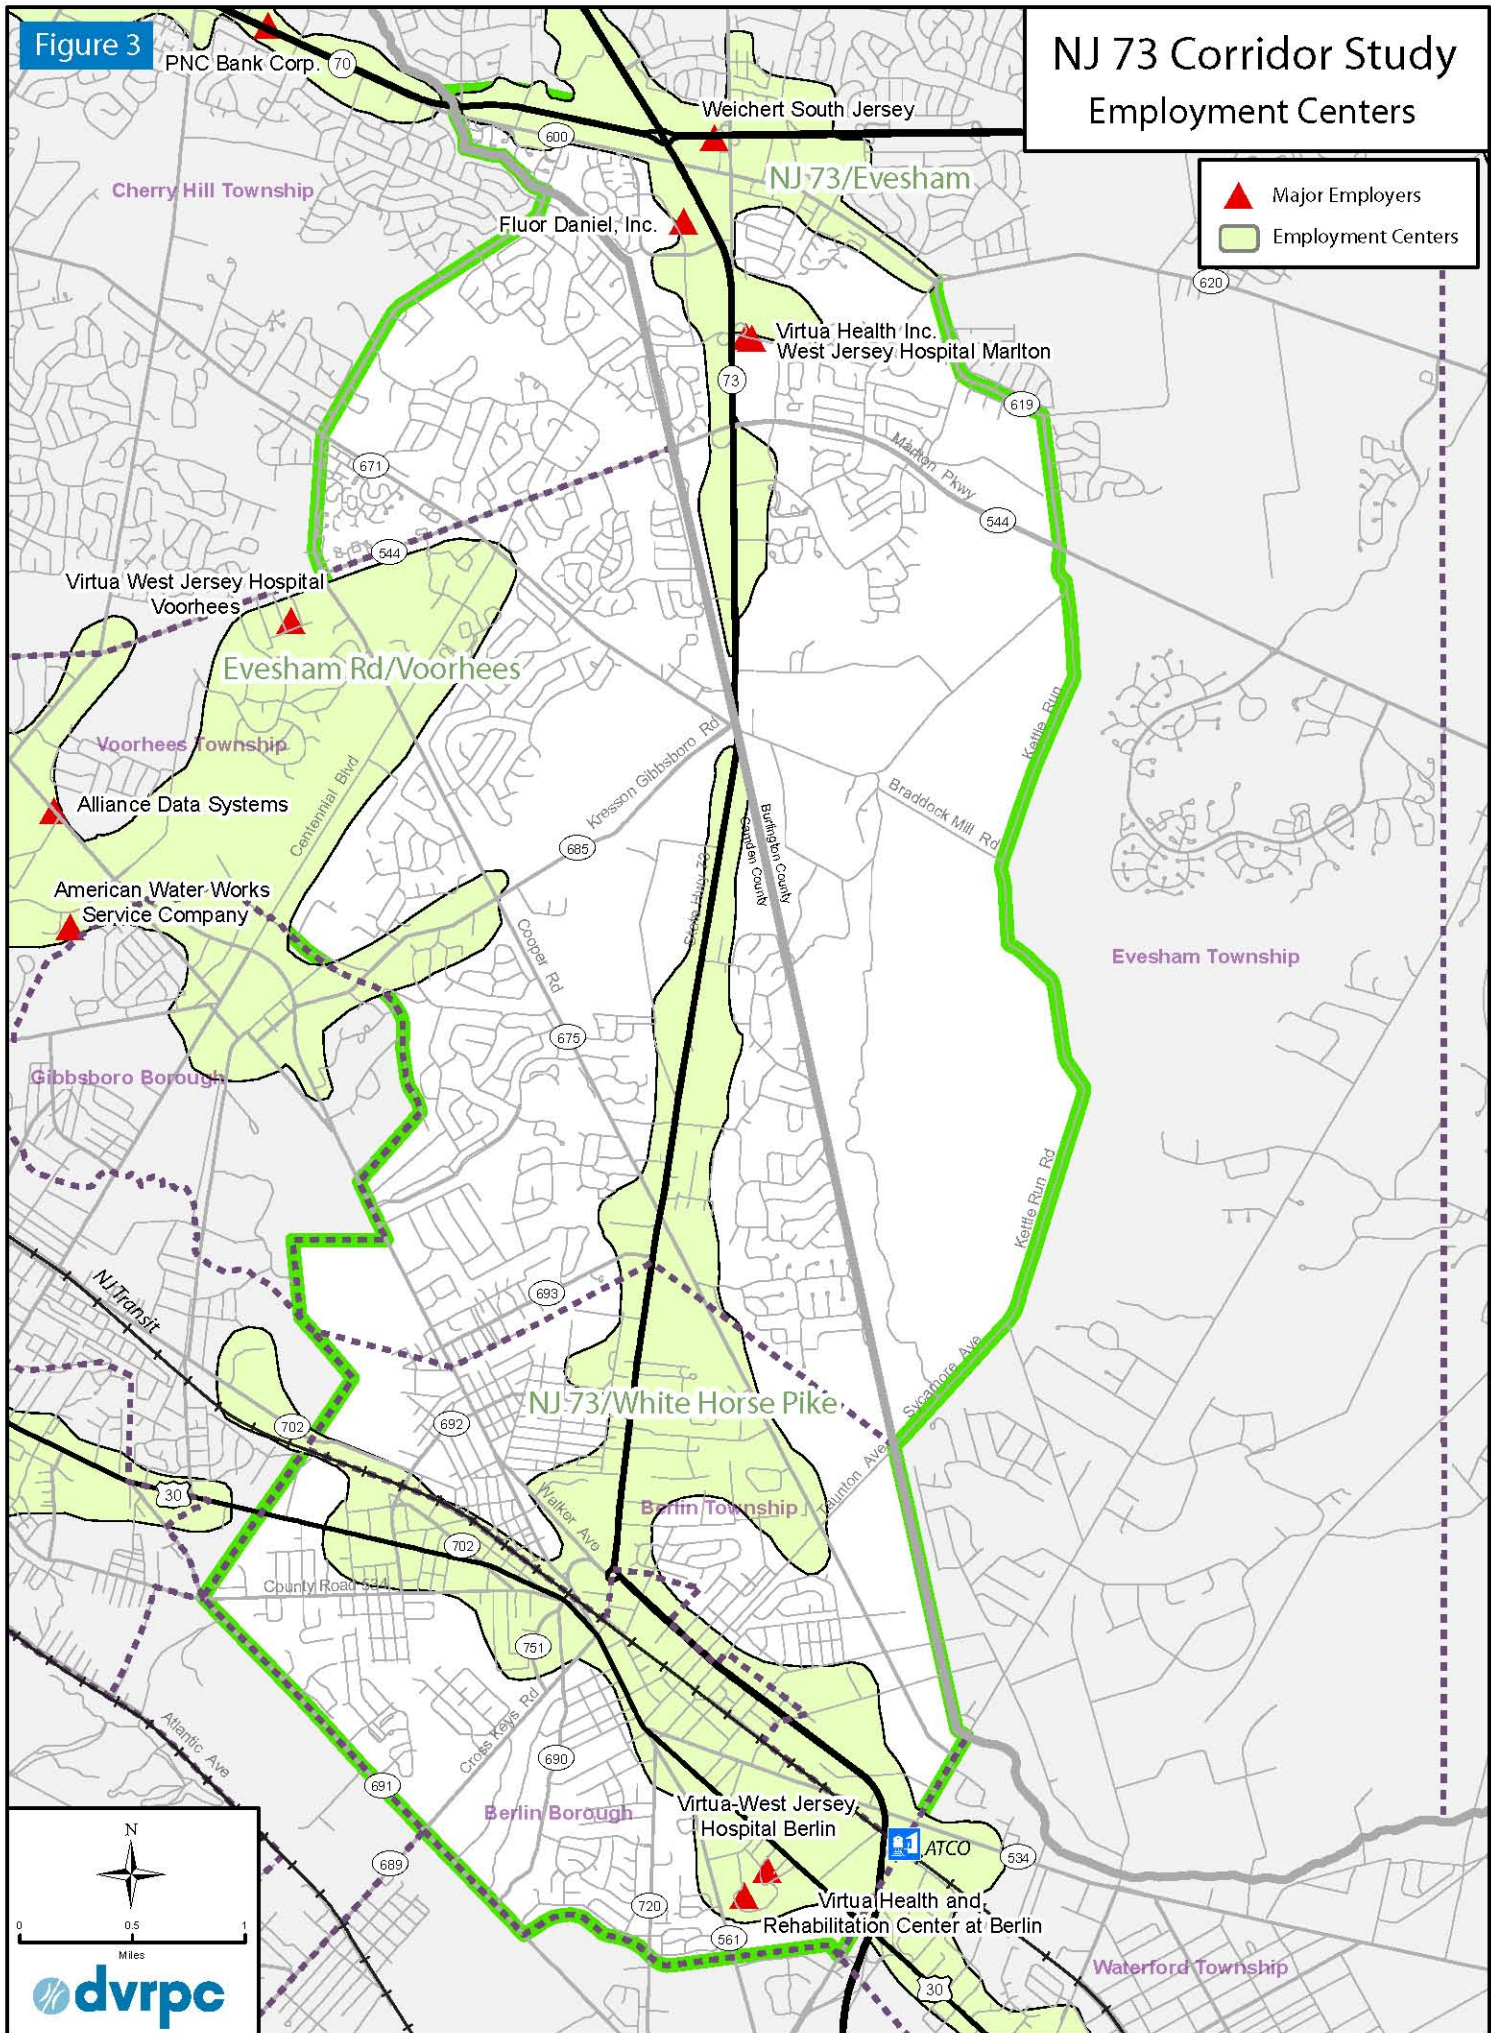 Figure 3
NJ 73 Corridor Study
Employment Centers
Major Employers
Employment Centers
PNC Bank Corp.
70
Weichert South Jersey
600
NJ 73/Evesham
Cherry Hill Township
Fluor Daniel, Inc.
620
Virtua Health Inc.
West Jersey Hospital Marlton
73
619
Marlton Pkwy
671
544
544
Virtua West Jersey Hospital
Voorhees
Evesham Rd/Voorhees
Kettle Run
Voorhees Township
Kresson Gibbsboro Rd
Centennial Blvd
Alliance Data Systems
Braddock Mill Rd
Burlington County
Camden County
685
State Hwy 73
American Water Works
Service Company
Cooper Rd
Evesham Township
675
Gibbsboro Borough
Kettle Run Rd
NJ Transit
693
Sycamore Ave
NJ 73/White Horse Pike
692
702
Taunton Ave
30
Walker Ave
Berlin Township
702
County Road 534
751
Cross Keys Rd
Atlantic Ave
690
691
Berlin Borough
Virtua-West Jersey
Hospital Berlin
ATCO
534
689
720
Virtua Health and
Rehabilitation Center at Berlin
561
Waterford Township
30
N
0 0.5 1
Miles
dvrpc